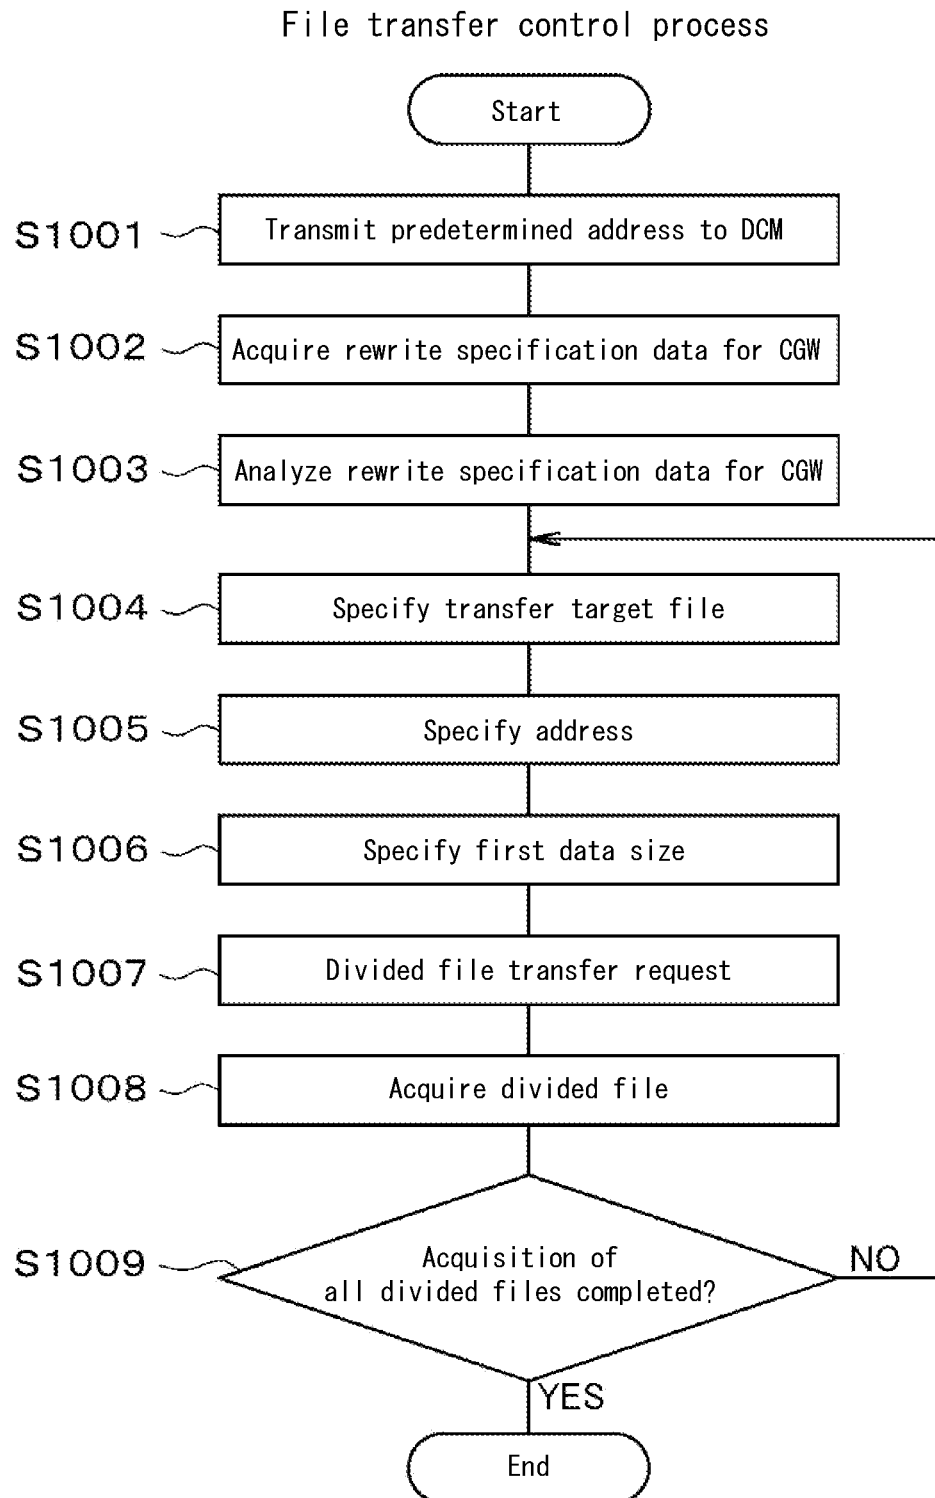 File transfer control process
Start
S1001
Transmit predetermined address to DCM
S1002
Acquire rewrite specification data for CGW
S1003
Analyze rewrite specification data for CGW
S1004
Specify transfer target file
S1005
Specify address
S1006
Specify first data size
S1007
Divided file transfer request
S1008
Acquire divided file
S1009
Acquisition of
all divided files completed?
NO
YES
End